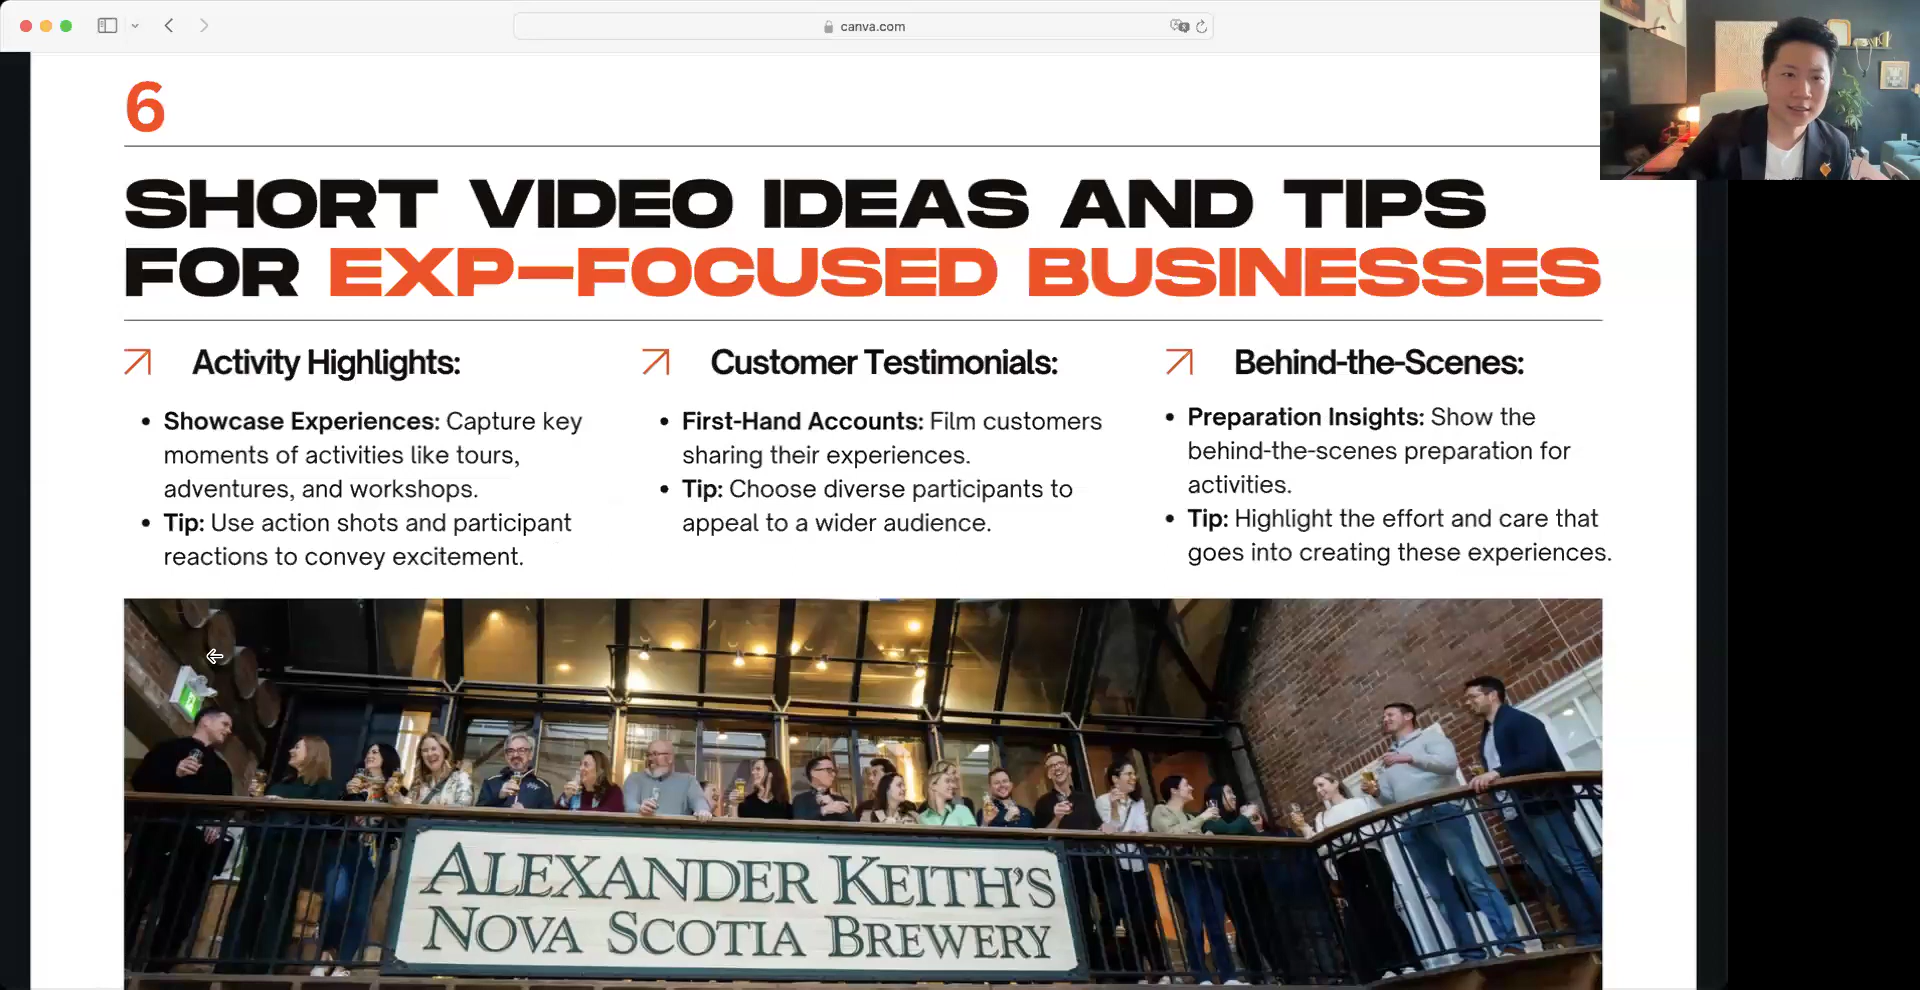 canva.com
6
SHORT VIDEO IDEAS AND TIPS
FOR EXP—FOCUSED BUSINESSES
Activity Highlights:
• Showcase Experiences: Capture key
moments of activities like tours,
adventures, and workshops.
• Tip: Use action shots and participant
reactions to convey excitement.
Customer Testimonials:
• First-Hand Accounts: Film customers
sharing their experiences.
• Tip: Choose diverse participants to
appeal to a wider audience.
Behind-the-Scenes:
• Preparation Insights: Show the
behind-the-scenes preparation for
activities.
• Tip: Highlight the effort and care that
goes into creating these experiences.
ALEXANDER KEITH'S
NOVA SCOTIA BREWERY